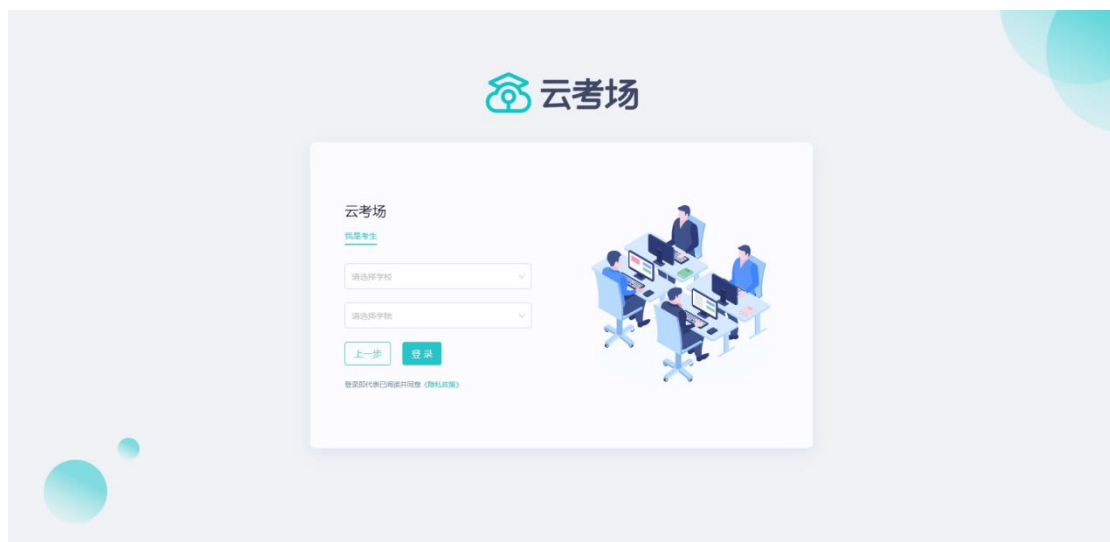 云考场
云考场
我是考生
请选择学校
请选择学院
上一步
登 录
登录即代表已阅读并同意《隐私政策》